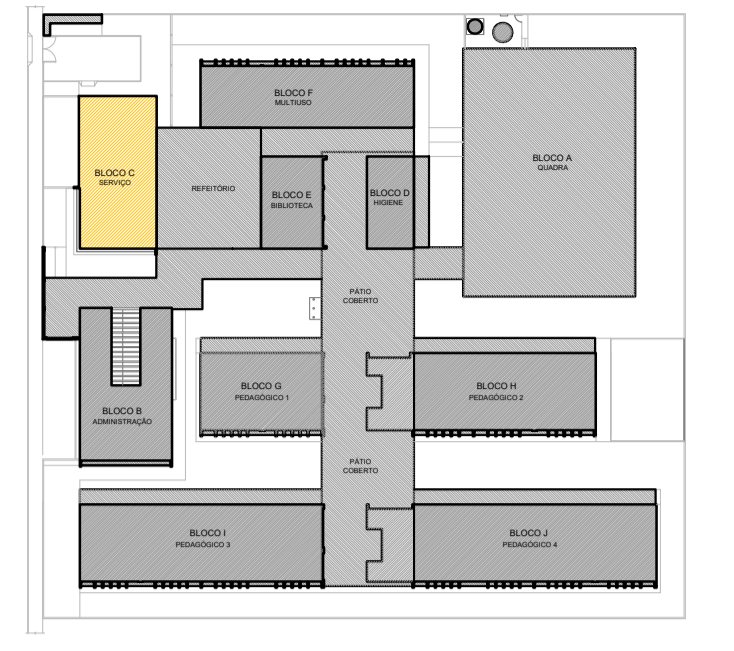 BLOCO F
MULTIUSO
BLOCO A
QUADRA
BLOCO C
SERVIÇO
REFEITÓRIO
BLOCO E
BIBLIOTECA
BLOCO D
HIGIENE
PÁTIO
COBERTO
BLOCO G
PEDAGÓGICO 1
BLOCO H
PEDAGÓGICO 2
BLOCO B
ADMINISTRAÇÃO
PÁTIO
COBERTO
BLOCO I
PEDAGÓGICO 3
BLOCO J
PEDAGÓGICO 4